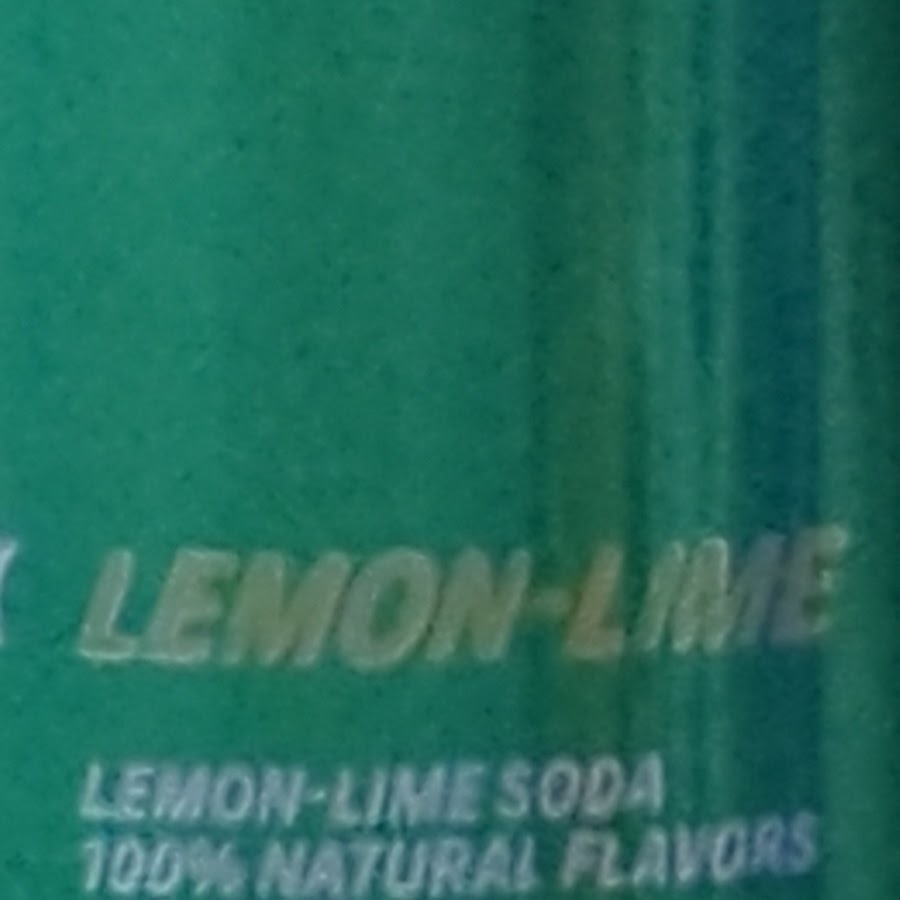 LEMON-LIME
LEMON-LIME SODA
100% NATURAL FLAVORS